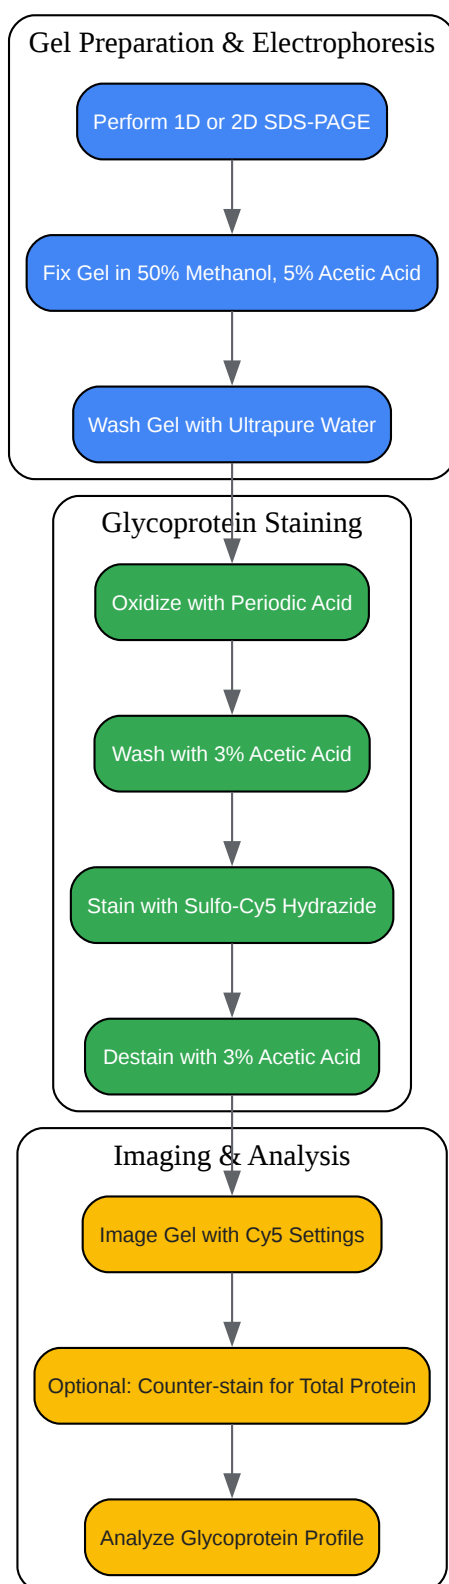 Gel Preparation & Electrophoresis
Perform 1D or 2D SDS-PAGE
Fix Gel in 50% Methanol, 5% Acetic Acid
Wash Gel with Ultrapure Water
Glycoprotein Staining
Oxidize with Periodic Acid
Wash with 3% Acetic Acid
Stain with Sulfo-Cy5 Hydrazide
Destain with 3% Acetic Acid
Imaging & Analysis
Image Gel with Cy5 Settings
Optional: Counter-stain for Total Protein
Analyze Glycoprotein Profile